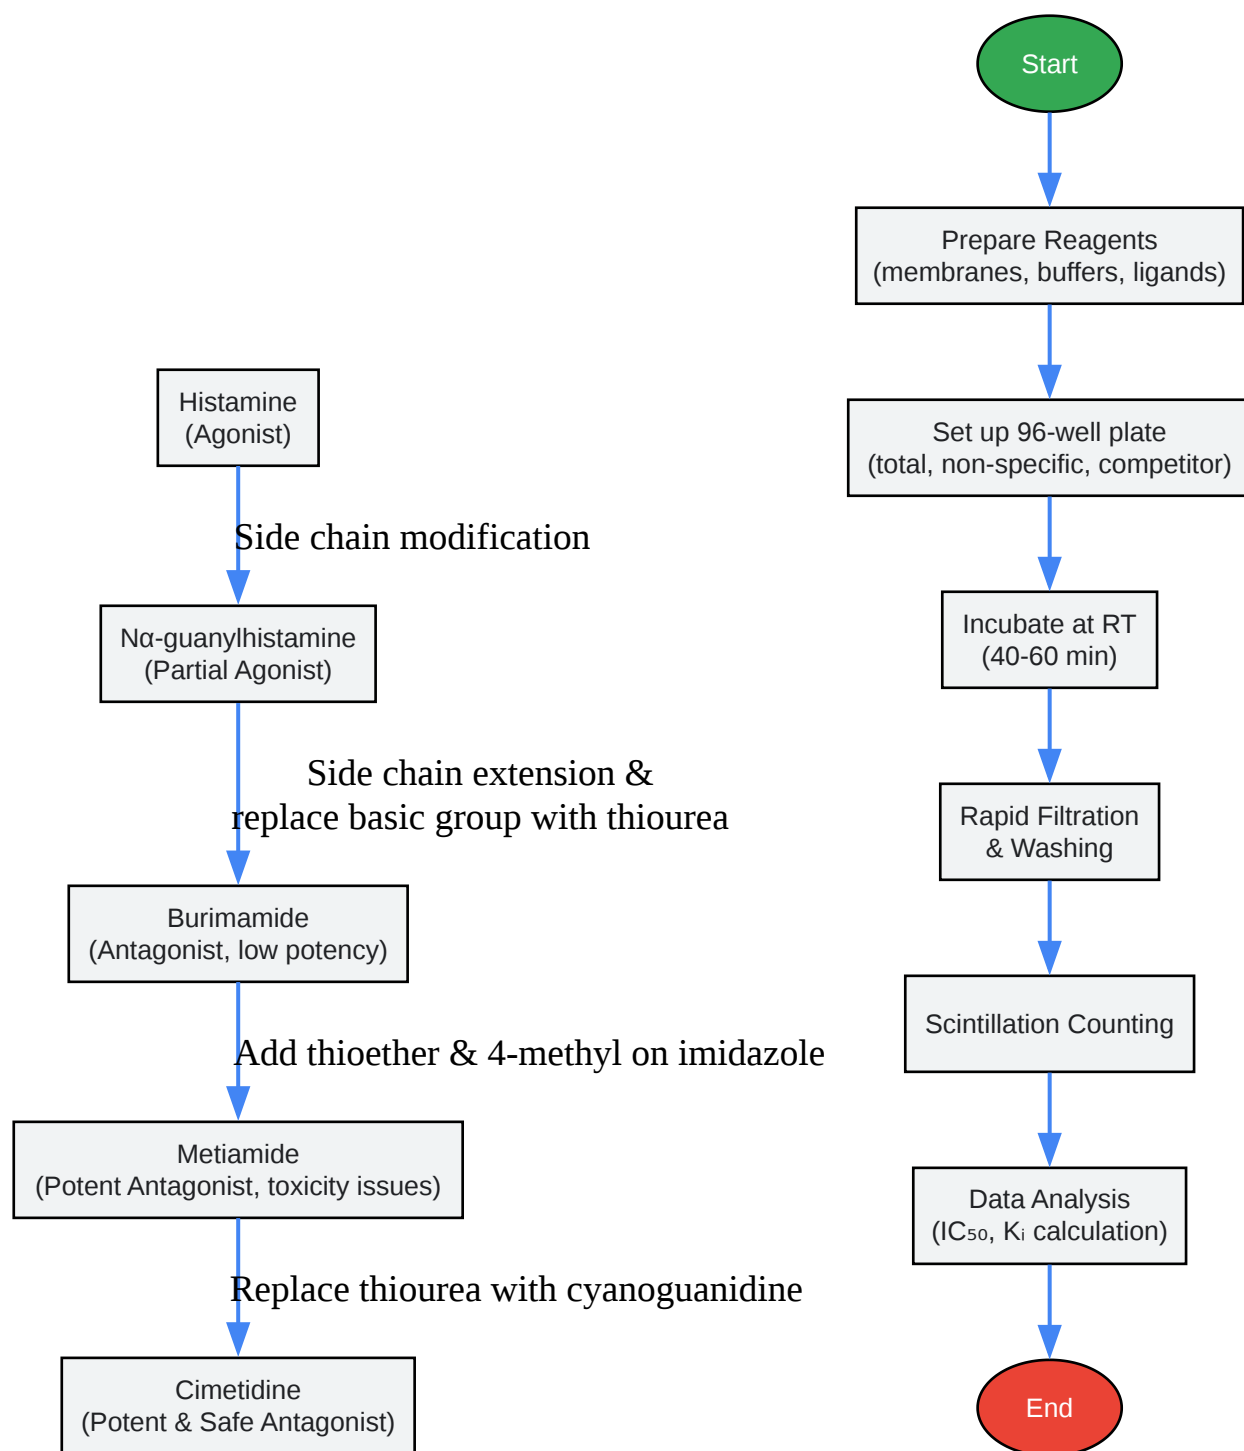 Histamine
(Agonist)
Side chain modification
Nα-guanylhistamine
(Partial Agonist)
Side chain extension &
replace basic group with thiourea
Burimamide
(Antagonist, low potency)
Add thioether & 4-methyl on imidazole
Metiamide
(Potent Antagonist, toxicity issues)
Replace thiourea with cyanoguanidine
Cimetidine
(Potent & Safe Antagonist)
Start
Prepare Reagents
(membranes, buffers, ligands)
Set up 96-well plate
(total, non-specific, competitor)
Incubate at RT
(40-60 min)
Rapid Filtration
& Washing
Scintillation Counting
Data Analysis
(IC₅₀, Kᵢ calculation)
End